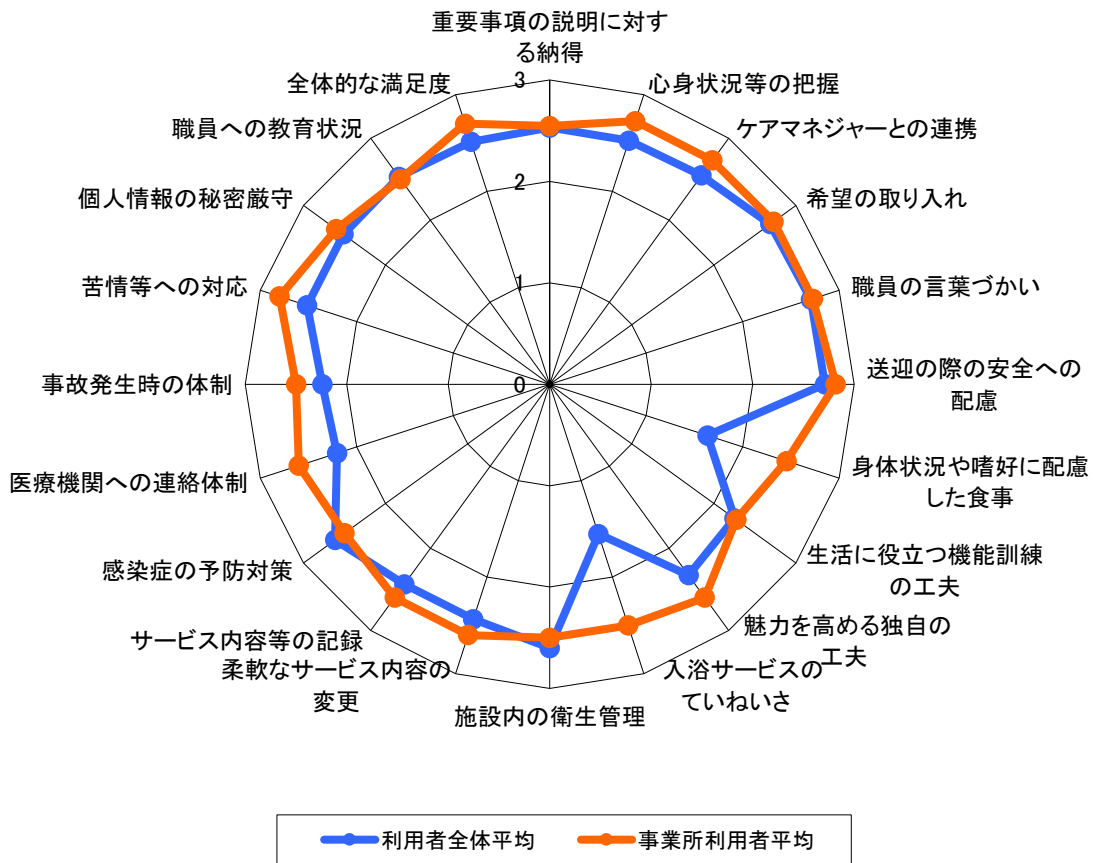 重要事項の説明に対す
る納得
心身状況等の把握
ケアマネジャーとの連携
希望の取り入れ
職員の言葉づかい
送迎の際の安全への
配慮
身体状況や嗜好に配慮
した食事
生活に役立つ機能訓練
の工夫
魅力を高める独自の
工夫
入浴サービスの
ていねいさ
施設内の衛生管理
柔軟なサービス内容の
変更
サービス内容等の記録
感染症の予防対策
医療機関への連絡体制
事故発生時の体制
苦情等への対応
個人情報の秘密厳守
職員への教育状況
全体的な満足度
3
2
1
0
利用者全体平均
事業所利用者平均